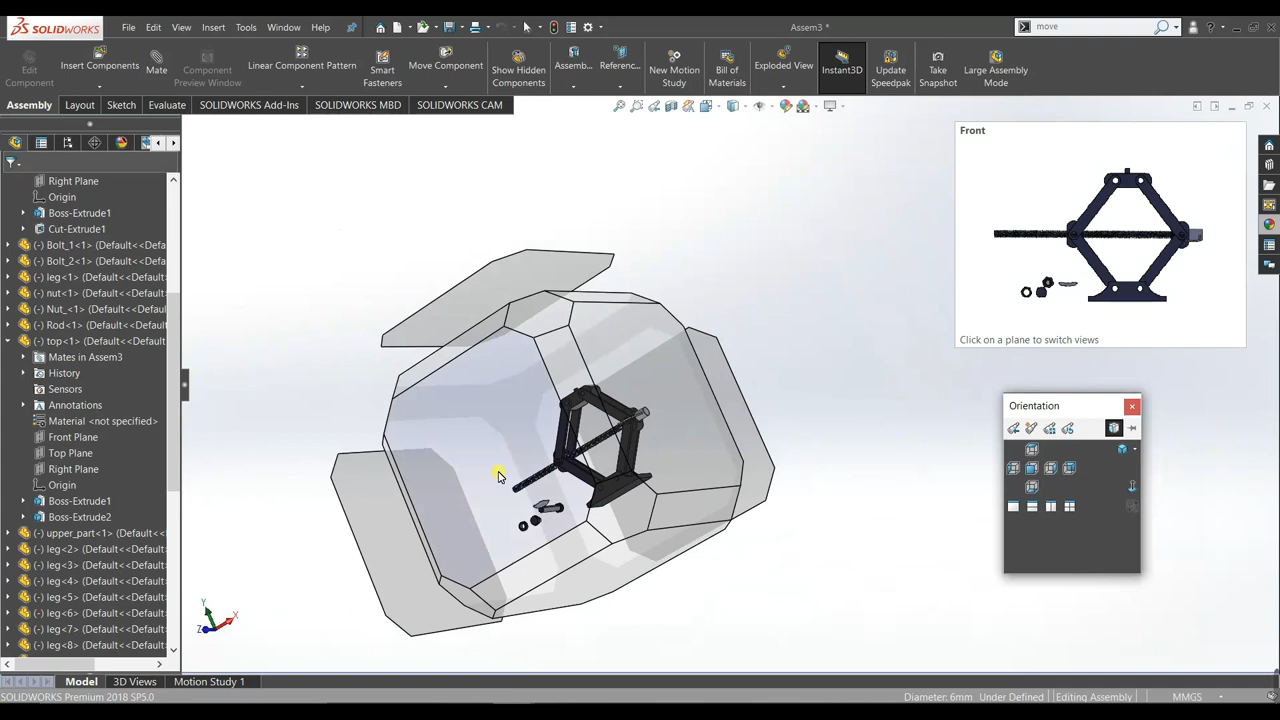 SOLIDWORKS
File Edit View Insert Tools Window Help
Assem3 *
move
Edit Component
Insert Components
Mate
Component Preview Window
Linear Component Pattern
Smart Fasteners
Move Component
Show Hidden Components
Assemb...
Referenc...
New Motion Study
Bill of Materials
Exploded View
Instant3D
Update Speedpak
Take Snapshot
Large Assembly Mode
Assembly Layout Sketch Evaluate SOLIDWORKS Add-Ins SOLIDWORKS MBD SOLIDWORKS CAM
Right Plane
Origin
Boss-Extrude1
Cut-Extrude1
(-) Bolt_1<1> (Default<<Defa
(-) Bolt_2<1> (Default<<Defa
(-) leg<1> (Default<<Default
(-) nut<1> (Default<<Default
(-) Nut_<1> (Default<<Defau
(-) Rod<1> (Default<<Defaul
(-) top<1> (Default<<Default
Mates in Assem3
History
Sensors
Annotations
Material <not specified>
Front Plane
Top Plane
Right Plane
Origin
Boss-Extrude1
Boss-Extrude2
(-) upper_part<1> (Default<
(-) leg<2> (Default<<Default
(-) leg<3> (Default<<Default
(-) leg<4> (Default<<Default
(-) leg<5> (Default<<Default
(-) leg<6> (Default<<Default
(-) leg<7> (Default<<Default
(-) leg<8> (Default<<Default
Front
Click on a plane to switch views
Orientation
Y
X
Z
Model 3D Views Motion Study 1
SOLIDWORKS Premium 2018 SP5.0
Diameter: 6mm Under Defined Editing Assembly MMGS